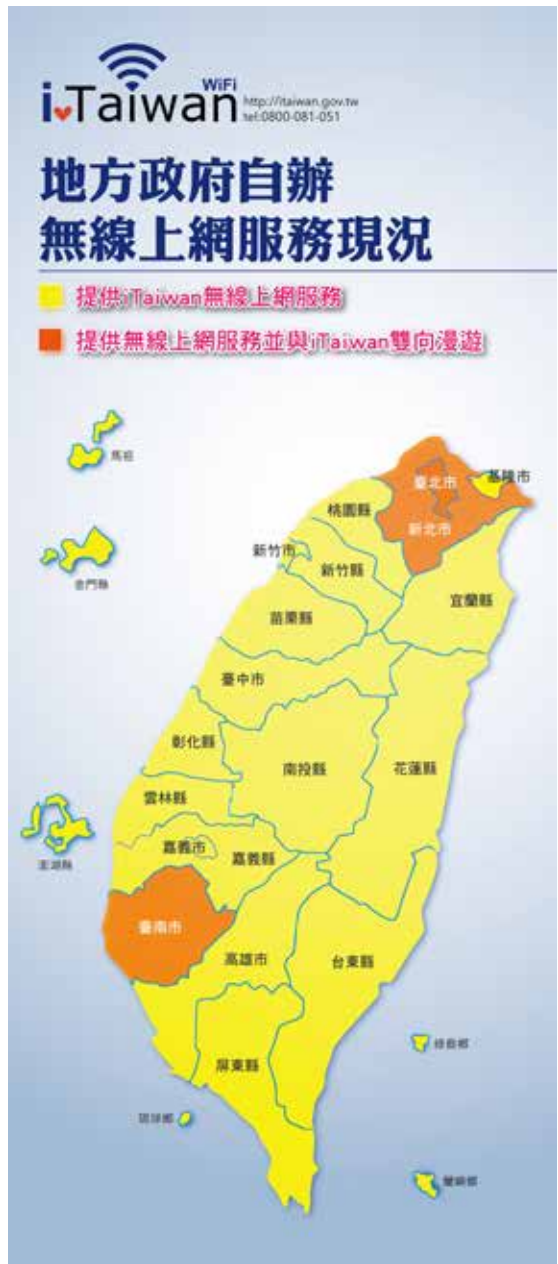 WiFi
iTaiwan
http://itaiwan.gov.tw
tel:0800-081-051
地方政府自辦
無線上網服務現況
提供iTaiwan無線上網服務
提供無線上網服務並與iTaiwan雙向漫遊
馬祖
臺北市
基隆市
桃園縣
新北市
新竹市
新竹縣
金門縣
宜蘭縣
苗栗縣
臺中市
彰化縣
南投縣
花蓮縣
雲林縣
嘉義市
嘉義縣
澎湖縣
臺南市
高雄市
台東縣
綠島鄉
屏東縣
琉球鄉
蘭嶼鄉